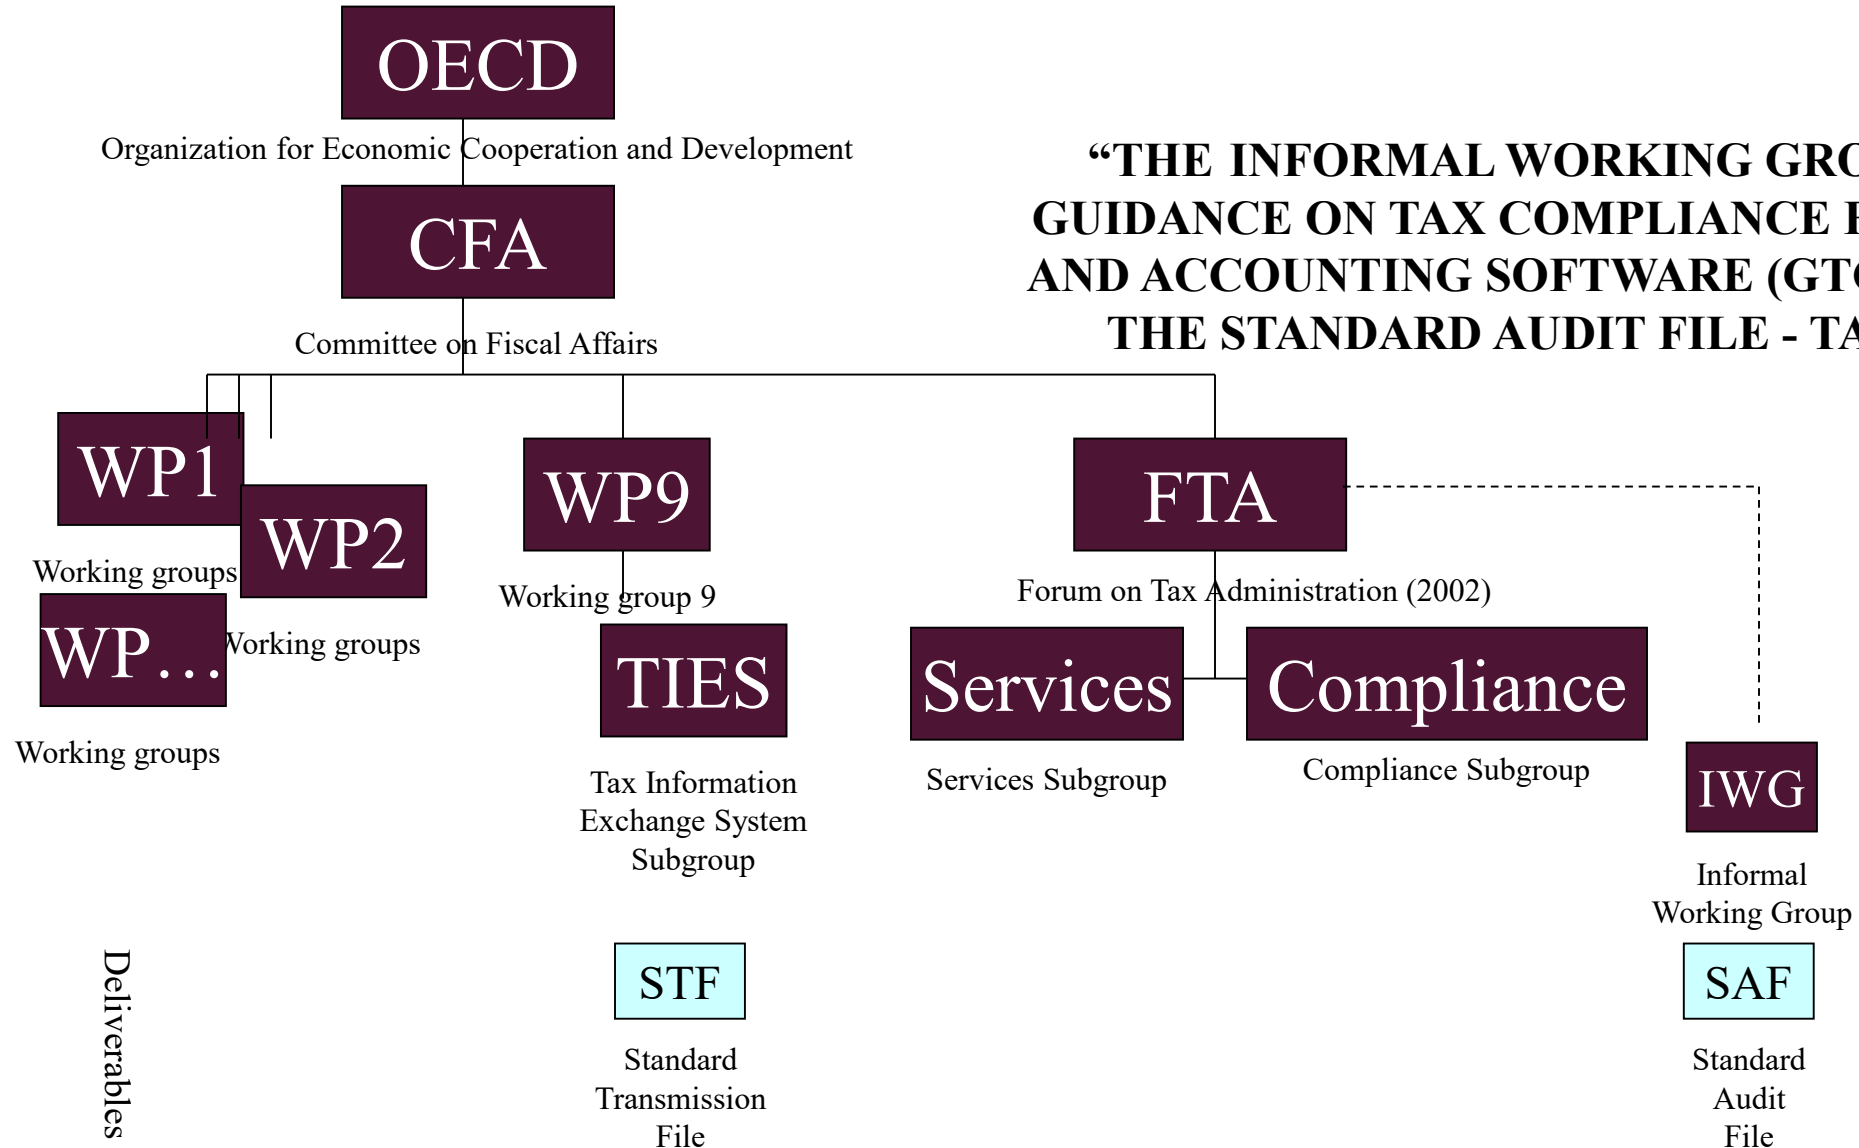 OECD
Organization for Economic Cooperation and Development
“THE INFORMAL WORKING
GUIDANCE ON TAX COMPLIANCE
AND ACCOUNTING SOFTWARE
THE STANDARD AUDIT FILE -
CFA
Committee on Fiscal Affairs
WP1
Working groups
WP2
Working groups
WP…
Working groups
WP9
Working group 9
TIES
Tax Information
Exchange System
Subgroup
FTA
Forum on Tax Administration (2002)
Services
Services Subgroup
Compliance
Compliance Subgroup
IWG
Informal
Working Group
Deliverables
STF
Standard
Transmission
File
SAF
Standard
Audit
File